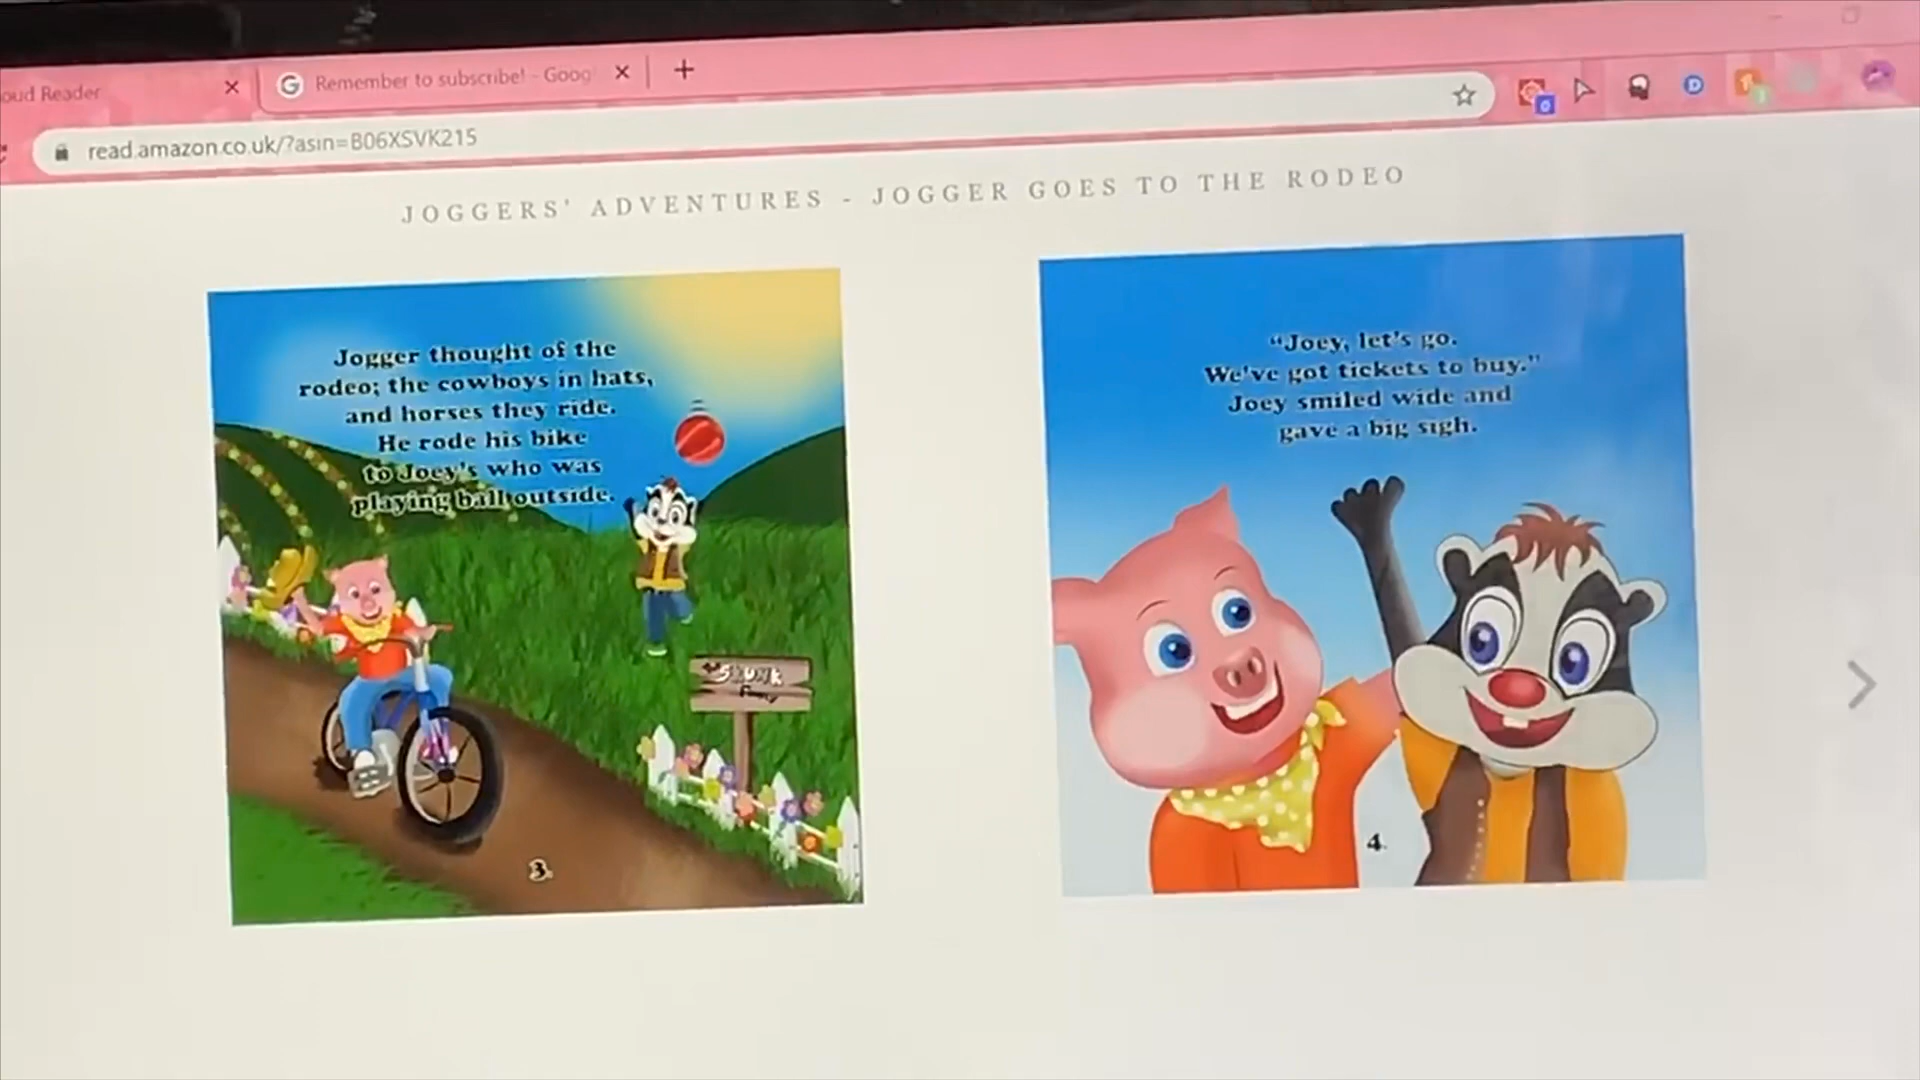 oud Reader
Remember to subscribe! - Goog
read.amazon.co.uk/?asin=B06XSVK215
JOGGERS' ADVENTURES - JOGGER GOES TO THE RODEO
Jogger thought of the
rodeo; the cowboys in hats,
and horses they ride.
He rode his bike
to Joey's who was
playing ball outside.
Skunk
Family
3.
“Joey, let's go.
We've got tickets to buy.”
Joey smiled wide and
gave a big sigh.
4.